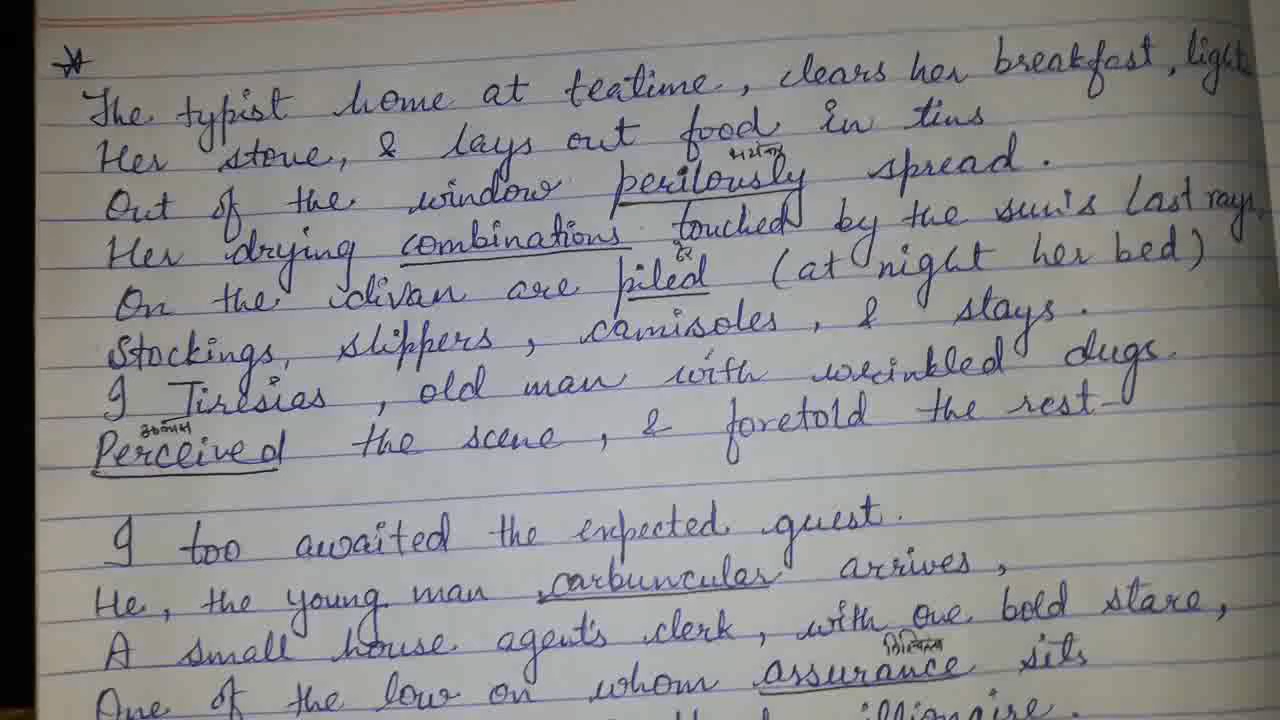 The typist home at teatime, clears her breakfast, light
Her stove, & lays out food in tins
Out of the window perilously spread.
Her drying combinations touched by the sun's last rays,
ढेर
On the divan are piled (at night her bed)
Stockings, slippers, camisoles, & stays.
I Tiresias, old man with wrinkled dugs.
Perceived the scene, & foretold the rest-
I too awaited the expected guest.
He, the young man carbuncular arrives,
A small house agent's clerk, with one bold stare,
One of the low on whom assurance sits
millionaire.